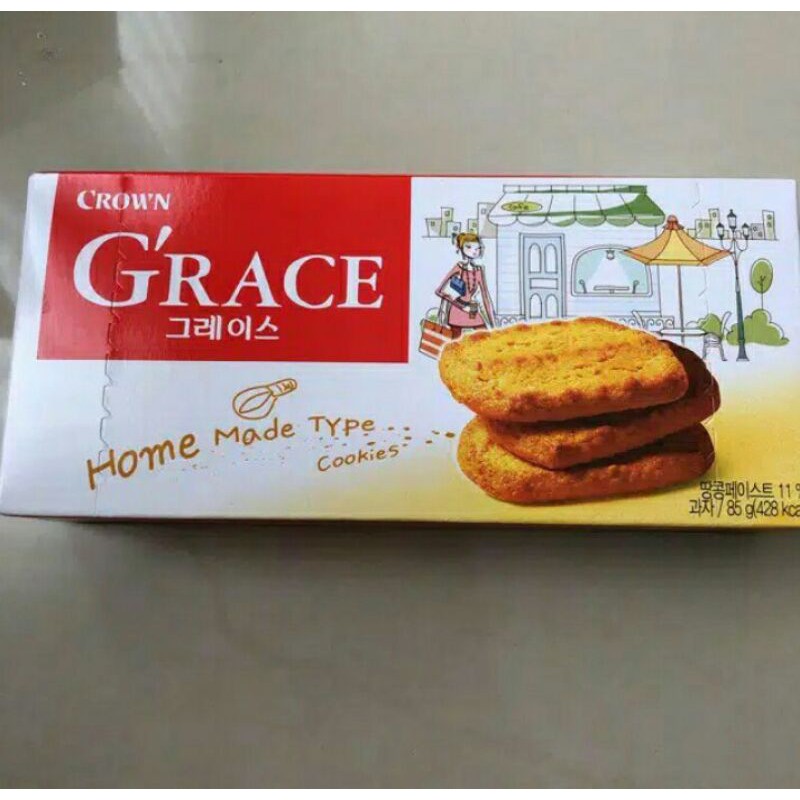 CROWN
G'RACE
그레이스
Home Made Type
Cookies
땅콩페이스트 11
과자 / 85 g(428 kca